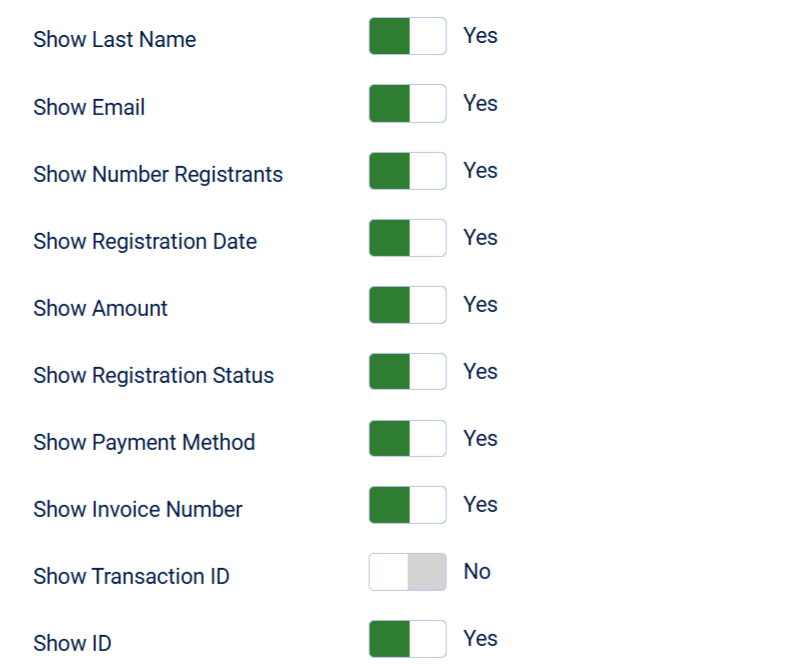 Show Last Name Yes
Show Email Yes
Show Number Registrants Yes
Show Registration Date Yes
Show Amount Yes
Show Registration Status Yes
Show Payment Method Yes
Show Invoice Number Yes
Show Transaction ID No
Show ID Yes